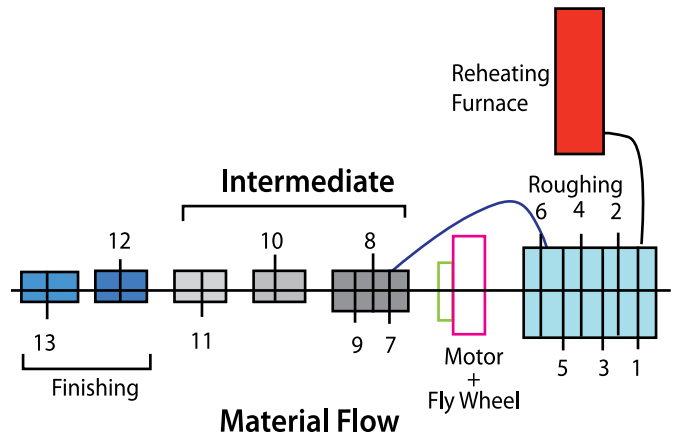 Reheating
Furnace
Roughing
6 4 2
Intermediate
12 10 8
13 11 9 7 5 3 1
Finishing
Motor
+
Fly Wheel
Material Flow